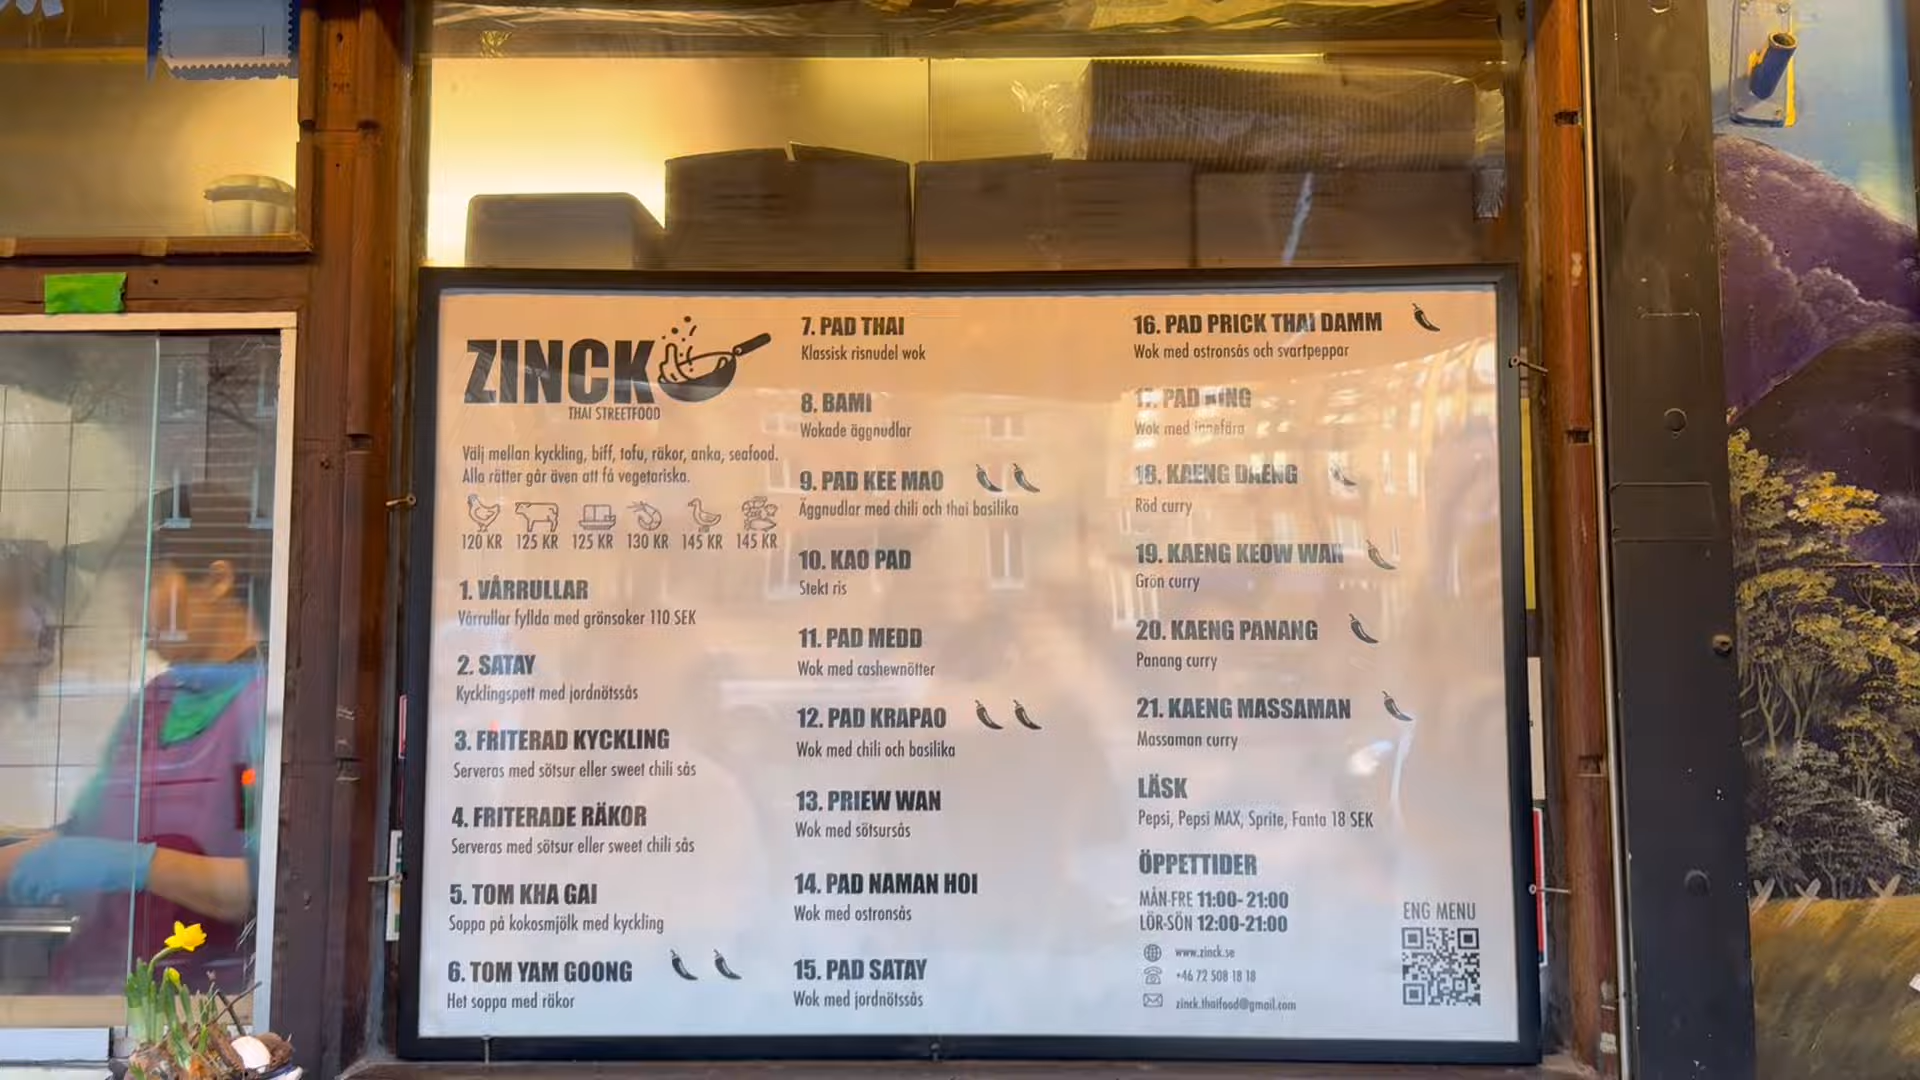 ZINCK
THAI STREETFOOD
Välj mellan kyckling, biff, tofu, räkor, anka, seafood.
Alla rätter går även att få vegetariska.
120 KR 125 KR 125 KR 130 KR 145 KR 145 KR
1. VÅRRULLAR
Vårrullar fyllda med grönsaker 110 SEK
2. SATAY
Kycklingspett med jordnötssås
3. FRITERAD KYCKLING
Serveras med sötsur eller sweet chili sås
4. FRITERADE RÄKOR
Serveras med sötsur eller sweet chili sås
5. TOM KHA GAI
Soppa på kokosmjölk med kyckling
6. TOM YAM GOONG
Het soppa med räkor
7. PAD THAI
Klassisk risnudel wok
8. BAMI
Wokade äggnudlar
9. PAD KEE MAO
Äggnudlar med chili och thai basilika
10. KAO PAD
Stekt ris
11. PAD MEDD
Wok med cashewnötter
12. PAD KRAPAO
Wok med chili och basilika
13. PRIEW WAN
Wok med sötsursås
14. PAD NAMAN HOI
Wok med ostronsås
15. PAD SATAY
Wok med jordnötssås
16. PAD PRICK THAI DAMM
Wok med ostronsås och svartpeppar
17. PAD KING
Wok med innefära
18. KAENG DAENG
Röd curry
19. KAENG KEOW WAN
Grön curry
20. KAENG PANANG
Panang curry
21. KAENG MASSAMAN
Massaman curry
LÄSK
Pepsi, Pepsi MAX, Sprite, Fanta 18 SEK
ÖPPETTIDER
MÅN-FRE 11:00-21:00
LÖR-SÖN 12:00-21:00
www.zinck.se
+46 72 508 18 18
zinck.thaifood@gmail.com
ENG MENU